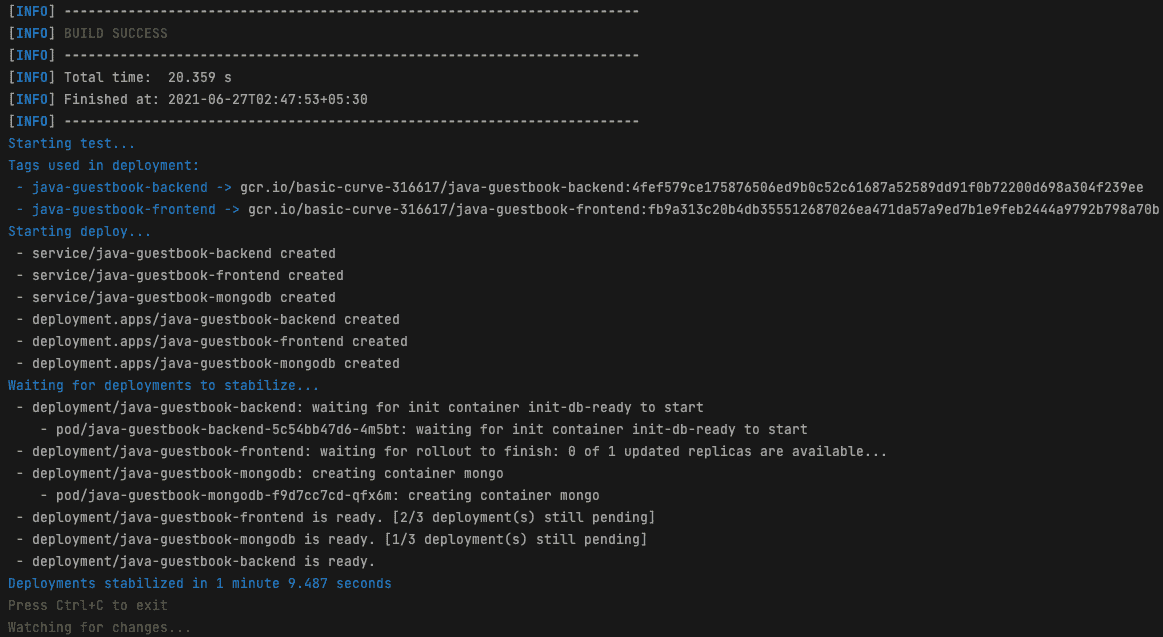 [INFO] ------------------------------------------------------------------------
[INFO] BUILD SUCCESS
[INFO] ------------------------------------------------------------------------
[INFO] Total time:  20.359 s
[INFO] Finished at: 2021-06-27T02:47:53+05:30
[INFO] ------------------------------------------------------------------------
Starting test...
Tags used in deployment:
 - java-guestbook-backend -> gcr.io/basic-curve-316617/java-guestbook-backend:4fef579ce175876506ed9b0c52c61687a52589dd91f0b72200d698a304f239ee
 - java-guestbook-frontend -> gcr.io/basic-curve-316617/java-guestbook-frontend:fb9a313c20b4db355512687026ea471da57a9ed7b1e9feb2444a9792b798a70b
Starting deploy...
 - service/java-guestbook-backend created
 - service/java-guestbook-frontend created
 - service/java-guestbook-mongodb created
 - deployment.apps/java-guestbook-backend created
 - deployment.apps/java-guestbook-frontend created
 - deployment.apps/java-guestbook-mongodb created
Waiting for deployments to stabilize...
 - deployment/java-guestbook-backend: waiting for init container init-db-ready to start
    - pod/java-guestbook-backend-5c54bb47d6-4m5bt: waiting for init container init-db-ready to start
 - deployment/java-guestbook-frontend: waiting for rollout to finish: 0 of 1 updated replicas are available...
 - deployment/java-guestbook-mongodb: creating container mongo
    - pod/java-guestbook-mongodb-f9d7cc7cd-qfx6m: creating container mongo
 - deployment/java-guestbook-frontend is ready. [2/3 deployment(s) still pending]
 - deployment/java-guestbook-mongodb is ready. [1/3 deployment(s) still pending]
 - deployment/java-guestbook-backend is ready.
Deployments stabilized in 1 minute 9.487 seconds
Press Ctrl+C to exit
Watching for changes...